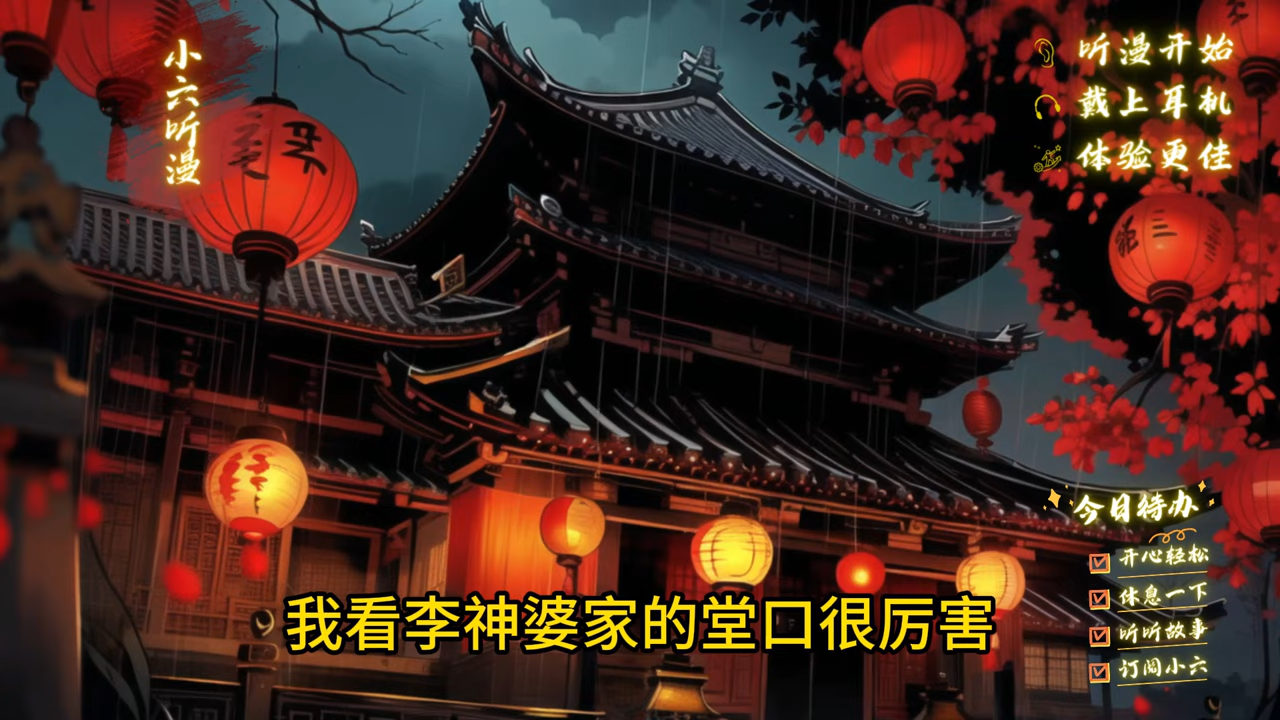 小六听漫
听漫开始
戴上耳机
体验更佳
今日待办
开心轻松
休息一下
听听故事
订阅小六
我看李神婆家的堂口很厉害